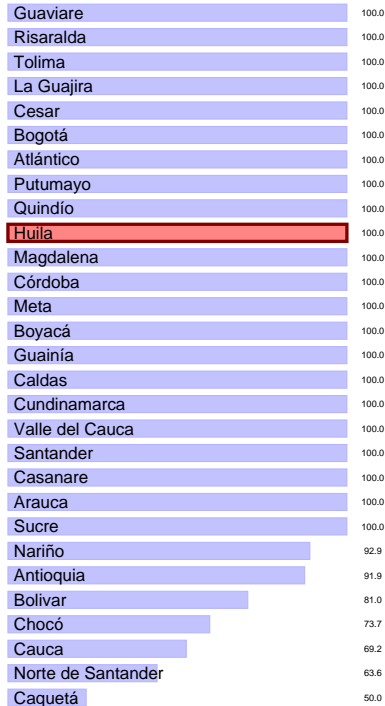 Guaviare 100.0
Risaralda 100.0
Tolima 100.0
La Guajira 100.0
Cesar 100.0
Bogotá 100.0
Atlántico 100.0
Putumayo 100.0
Quindío 100.0
Huila 100.0
Magdalena 100.0
Córdoba 100.0
Meta 100.0
Boyacá 100.0
Guainía 100.0
Caldas 100.0
Cundinamarca 100.0
Valle del Cauca 100.0
Santander 100.0
Casanare 100.0
Arauca 100.0
Sucre 100.0
Nariño 92.9
Antioquia 91.9
Bolivar 81.0
Chocó 73.7
Cauca 69.2
Norte de Santander 63.6
Caquetá 50.0